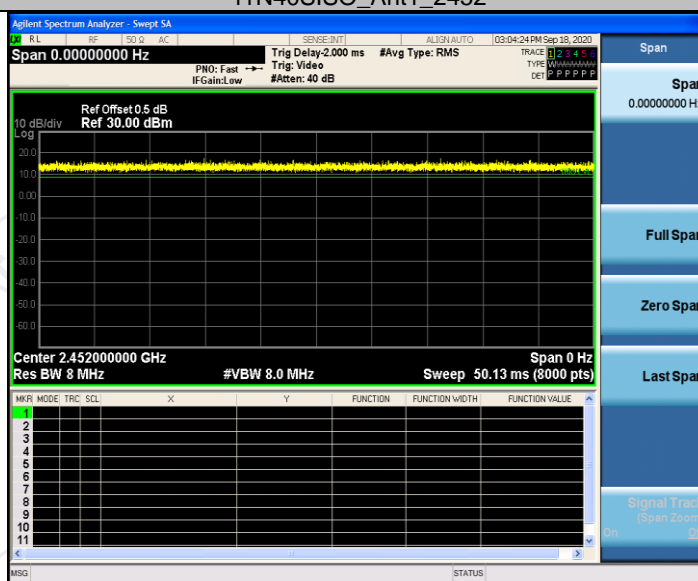 11N40SISO_Ant1_2452
Agilent Spectrum Analyzer - Swept SA
RL RF 50 Ω AC SENSE:INT ALIGN AUTO 03:04:24 PM Sep 18, 2020
Span 0.00000000 Hz
PNO: Fast
IFGain:Low
Trig Delay-2.000 ms
Trig: Video
#Atten: 40 dB
#Avg Type: RMS
TRACE 1 2 3 4 5 6
TYPE W
DET P P P P P P
Ref Offset 0.5 dB
10 dB/div Ref 30.00 dBm
Log
20.0
10.0
0.00
-10.0
-20.0
-30.0
-40.0
-50.0
-60.0
Center 2.452000000 GHz Span 0 Hz
Res BW 8 MHz #VBW 8.0 MHz Sweep 50.13 ms (8000 pts)
MKR MODE TRC SCL X Y FUNCTION FUNCTION WIDTH FUNCTION VALUE
1
2
3
4
5
6
7
8
9
10
11
MSG STATUS
Span
Span
0.00000000 Hz
Full Span
Zero Span
Last Span
Signal Track
(Span Zoom)
On